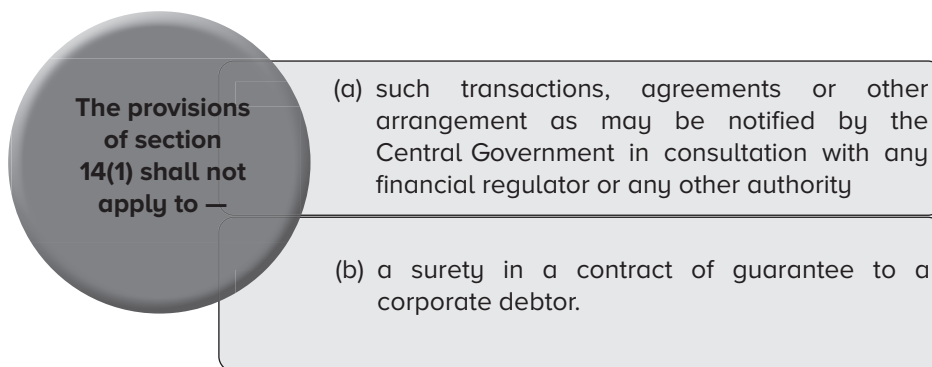 The provisions
of section
14(1) shall not
apply to —
(a) such transactions, agreements or other
arrangement as may be notified by the
Central Government in consultation with any
financial regulator or any other authority
(b) a surety in a contract of guarantee to a
corporate debtor.